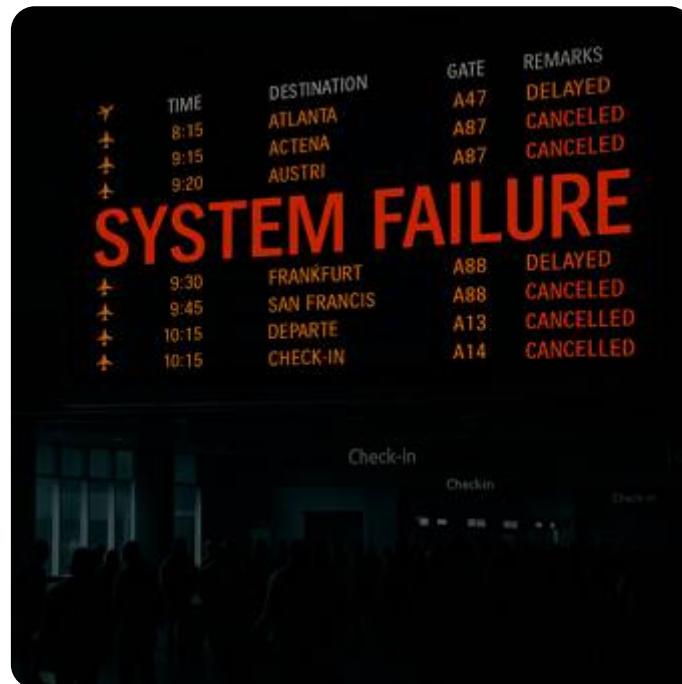 TIME DESTINATION GATE REMARKS
8:15 ATLANTA A47 DELAYED
9:15 ACTENA A87 CANCELED
9:20 AUSTRI A87 CANCELED
SYSTEM FAILURE
9:30 FRANKFURT A88 DELAYED
9:45 SAN FRANCIS A88 CANCELED
10:15 DEPARTE A13 CANCELLED
10:15 CHECK-IN A14 CANCELLED
Check-in
Checkin
Check-in